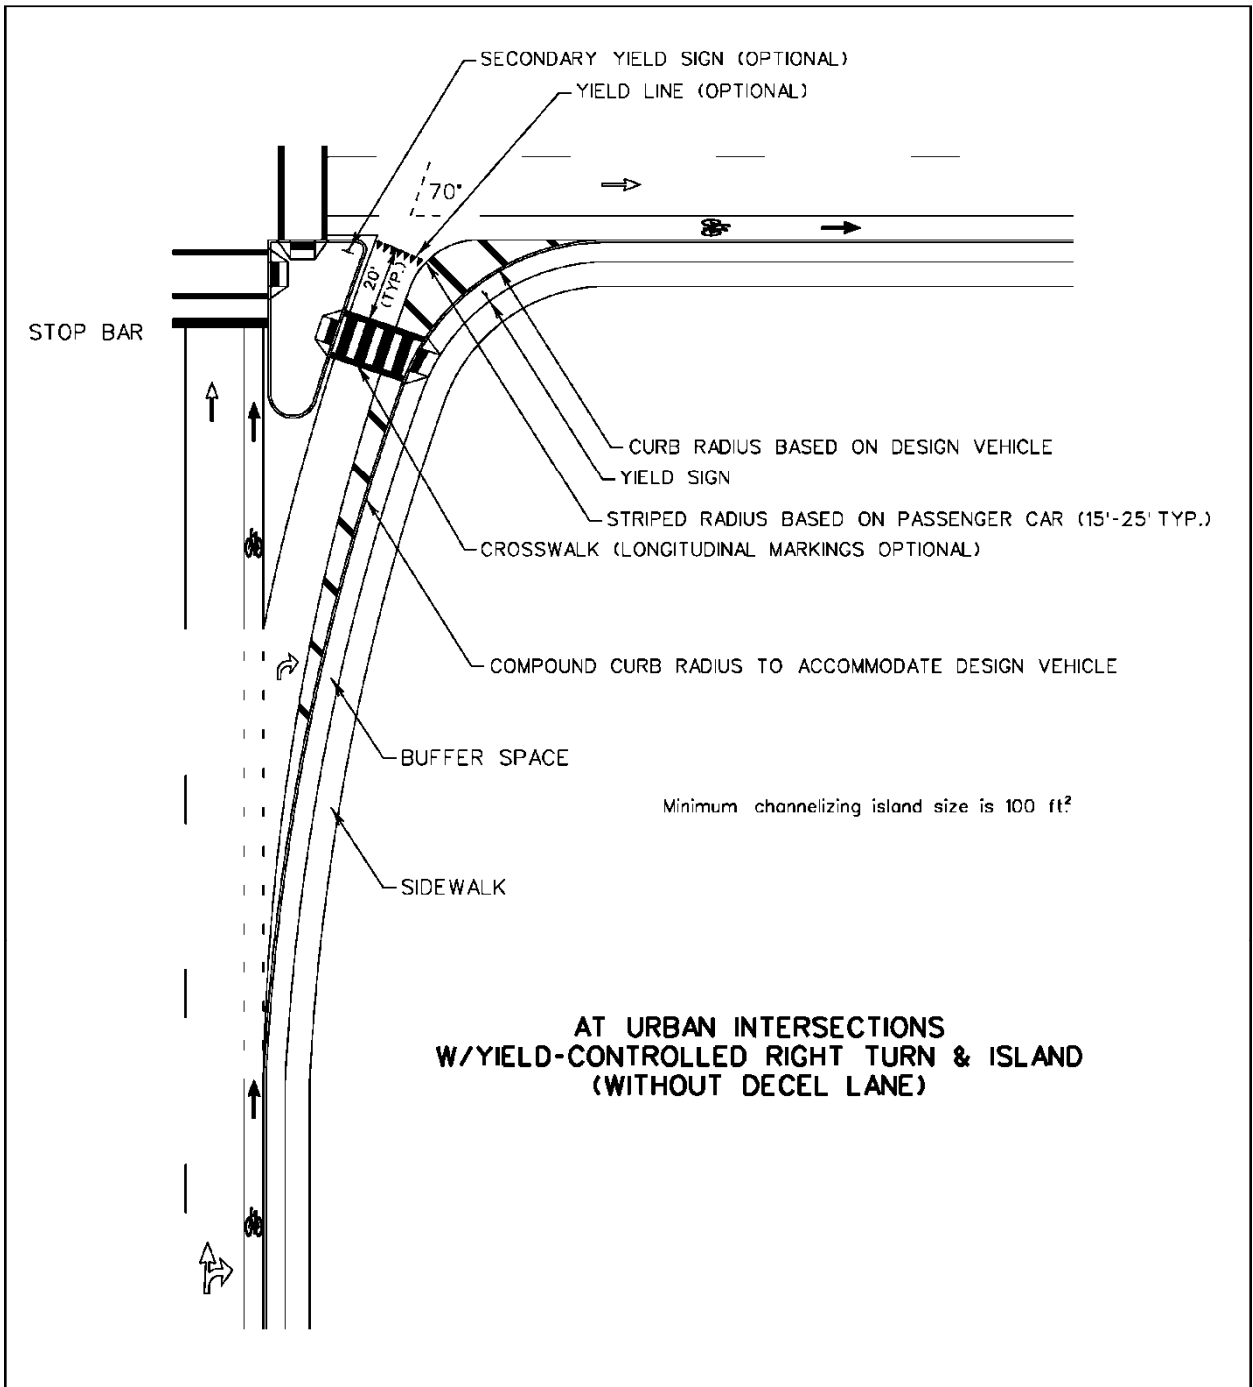 SECONDARY YIELD SIGN (OPTIONAL)
YIELD LINE (OPTIONAL)
70°
20'
(TYP.)
STOP BAR
CURB RADIUS BASED ON DESIGN VEHICLE
YIELD SIGN
STRIPED RADIUS BASED ON PASSENGER CAR (15'-25' TYP.)
CROSSWALK (LONGITUDINAL MARKINGS OPTIONAL)
COMPOUND CURB RADIUS TO ACCOMMODATE DESIGN VEHICLE
BUFFER SPACE
Minimum channelizing island size is 100 ft².
SIDEWALK
AT URBAN INTERSECTIONS
W/YIELD-CONTROLLED RIGHT TURN & ISLAND
(WITHOUT DECEL LANE)